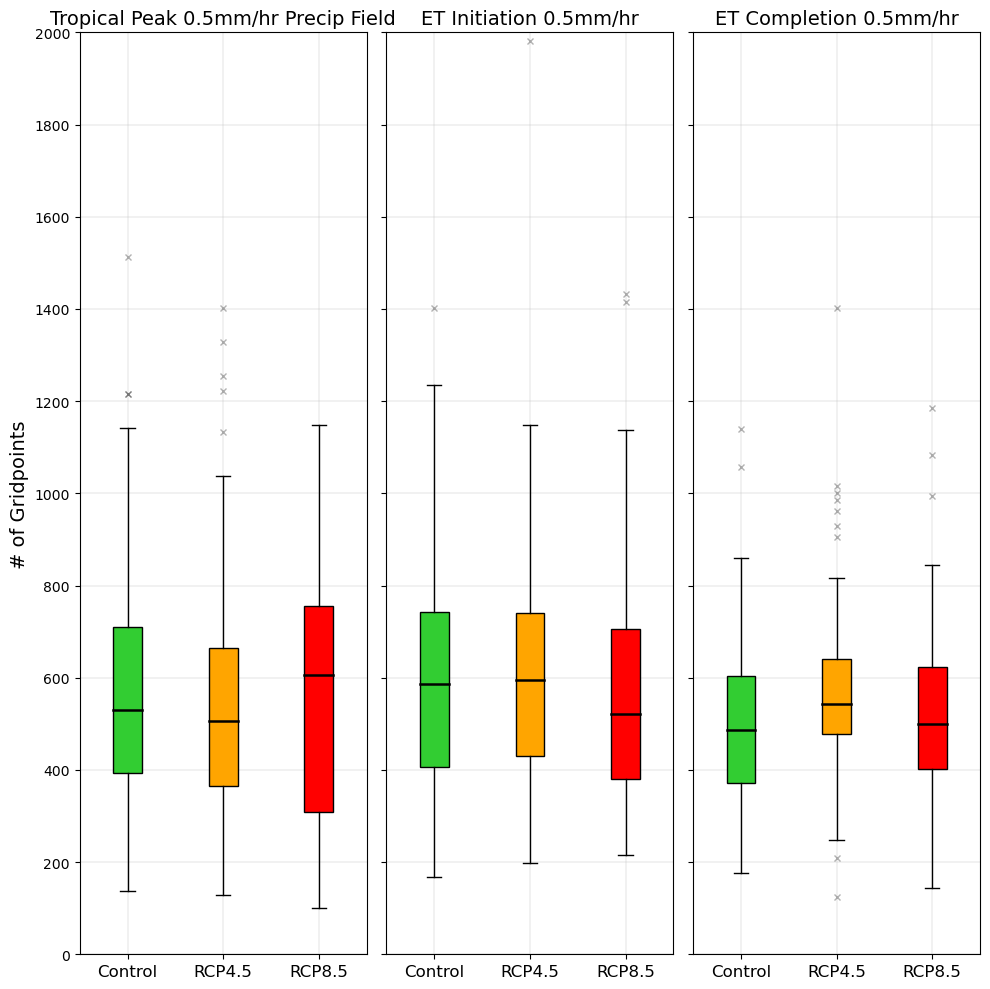 Tropical Peak 0.5mm/hr Precip Field
ET Initiation 0.5mm/hr
ET Completion 0.5mm/hr
2000
1800
1600
1400
1200
1000
800
600
400
200
0
# of Gridpoints
Control RCP4.5 RCP8.5
Control RCP4.5 RCP8.5
Control RCP4.5 RCP8.5